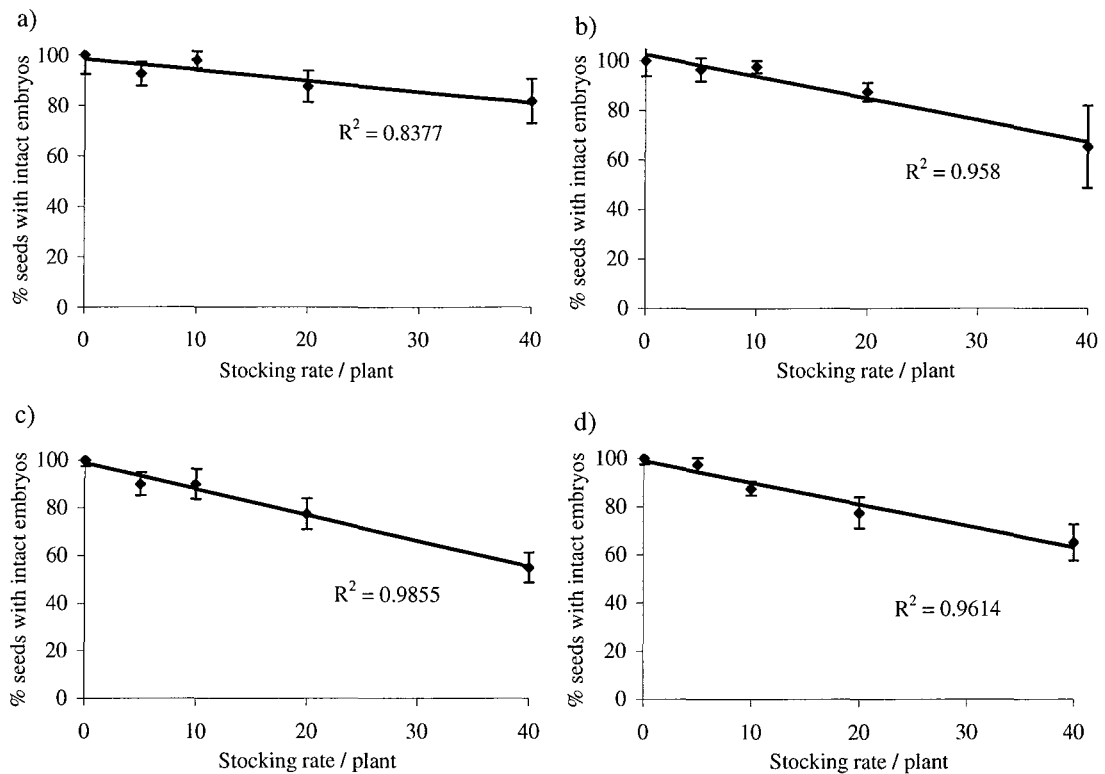 a)
% seeds with intact embryos
100
80
60
40
20
0
R² = 0.8377
0 10 20 30 40
Stocking rate / plant
b)
% seeds with intact embryos
100
80
60
40
20
0
R² = 0.958
0 10 20 30 40
Stocking rate / plant
c)
% seeds with intact embryos
100
80
60
40
20
0
R² = 0.9855
0 10 20 30 40
Stocking rate / plant
d)
% seeds with intact embryos
100
80
60
40
20
0
R² = 0.9614
0 10 20 30 40
Stocking rate / plant